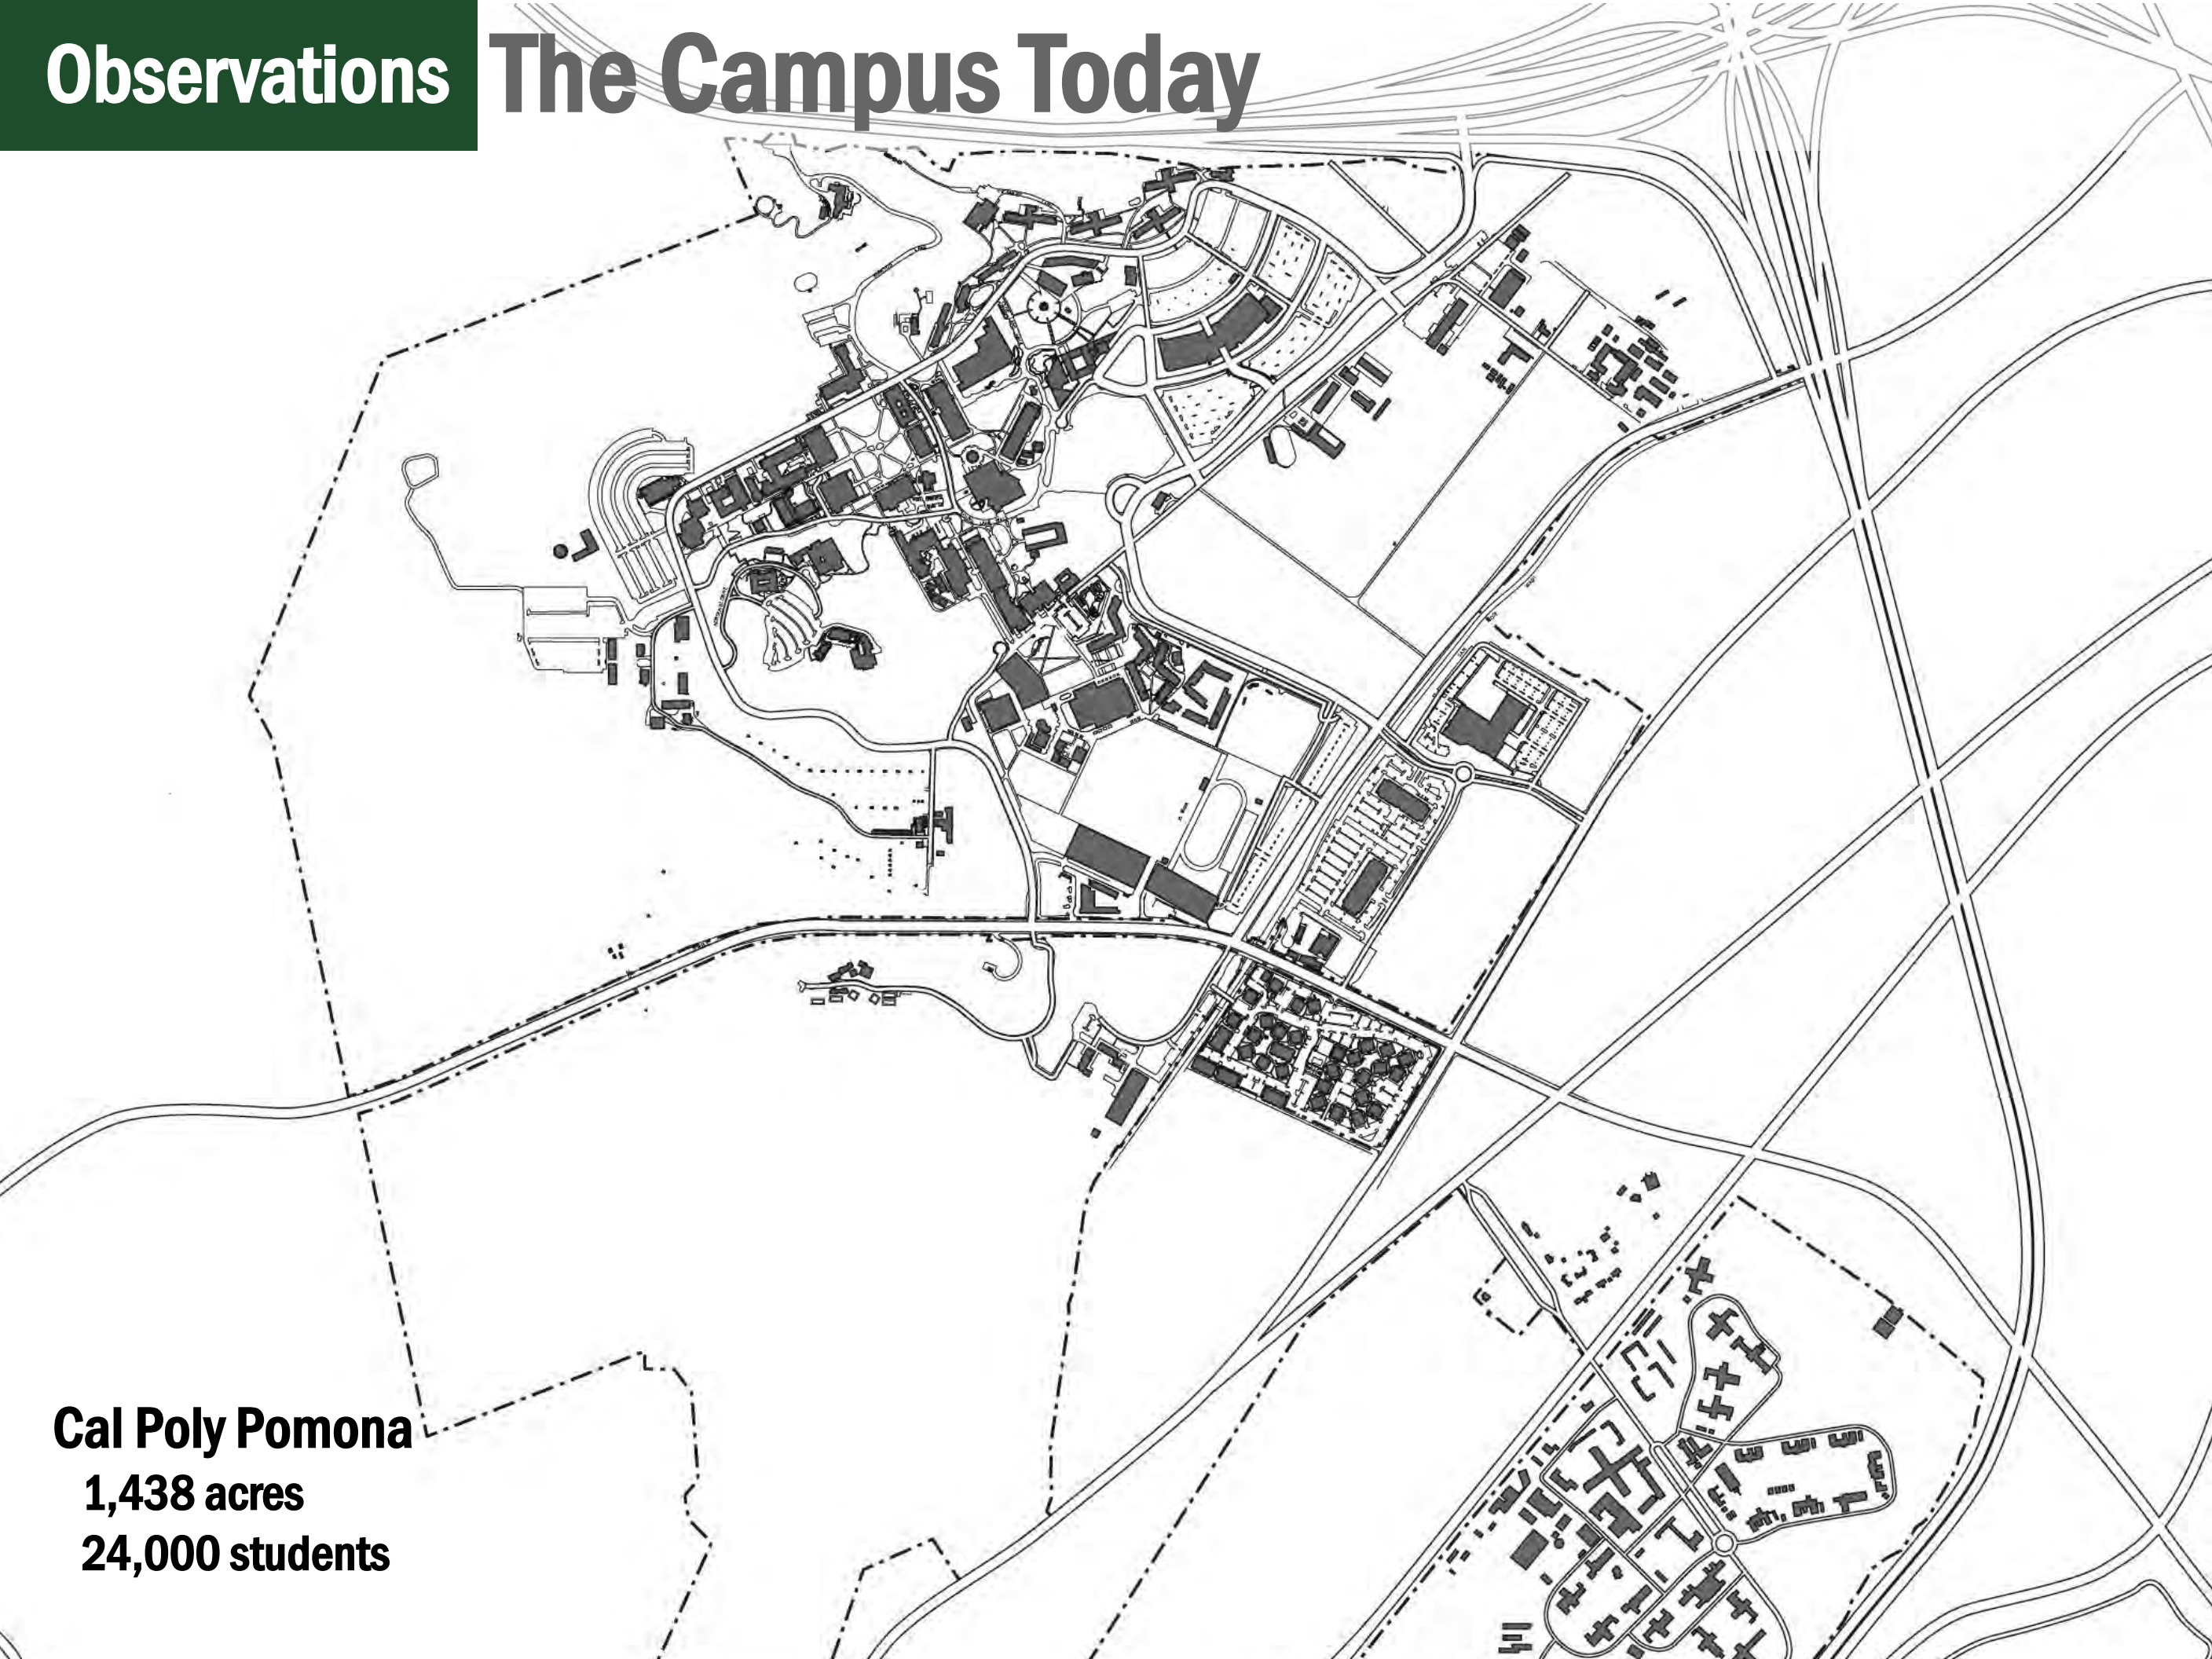 Observations
The Campus Today
Cal Poly Pomona
1,438 acres
24,000 students